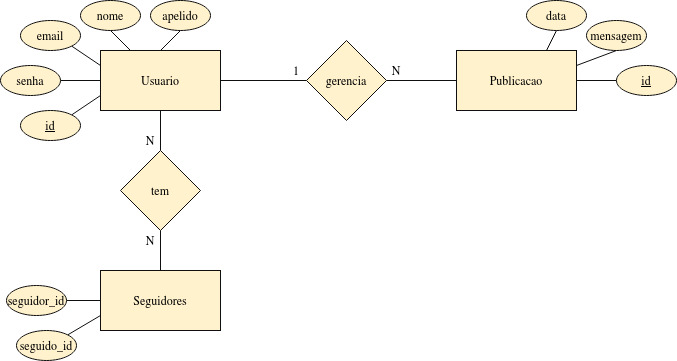 nome
apelido
data
email
mensagem
senha
Usuario
1
gerencia
N
Publicacao
id
id
N
tem
N
seguidor_id
Seguidores
seguido_id